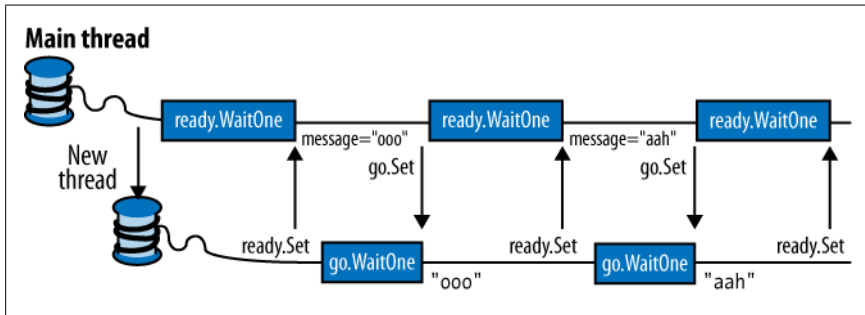 Main thread
ready.WaitOne
ready.WaitOne
ready.WaitOne
message="ooo"
message="aah"
go.Set
go.Set
New
thread
ready.Set
ready.Set
ready.Set
go.WaitOne
go.WaitOne
"ooo"
"aah"